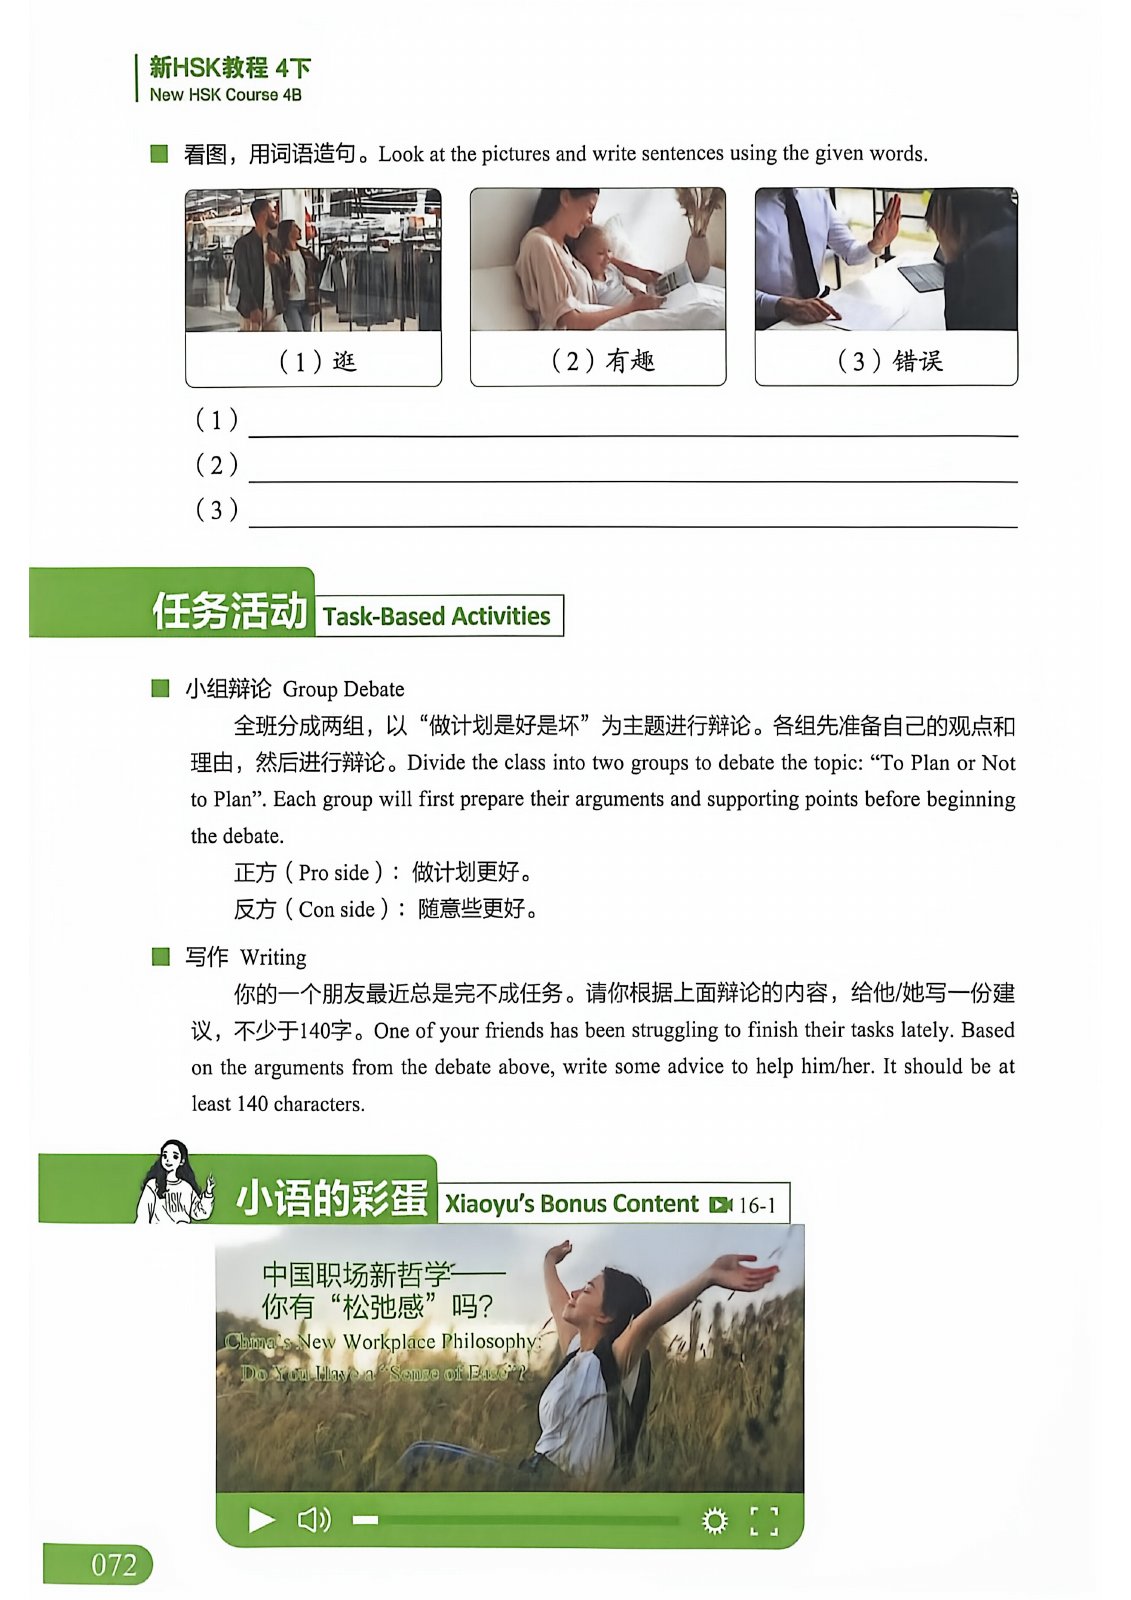 新HSK教程 4下
New HSK Course 4B
看图，用词语造句。Look at the pictures and write sentences using the given words.
（1）逛
（2）有趣
（3）错误
（1）
（2）
（3）
任务活动 Task-Based Activities
小组辩论 Group Debate
全班分成两组，以“做计划是好是坏”为主题进行辩论。各组先准备自己的观点和
理由，然后进行辩论。Divide the class into two groups to debate the topic: “To Plan or Not
to Plan”. Each group will first prepare their arguments and supporting points before beginning
the debate.
正方（Pro side）：做计划更好。
反方（Con side）：随意些更好。
写作 Writing
你的一个朋友最近总是完不成任务。请你根据上面辩论的内容，给他/她写一份建
议，不少于140字。One of your friends has been struggling to finish their tasks lately. Based
on the arguments from the debate above, write some advice to help him/her. It should be at
least 140 characters.
HSK
小语的彩蛋 Xiaoyu’s Bonus Content 16-1
中国职场新哲学——
你有“松弛感”吗？
China's New Workplace Philosophy:
Do You Have a “Sense of Ease”?
072